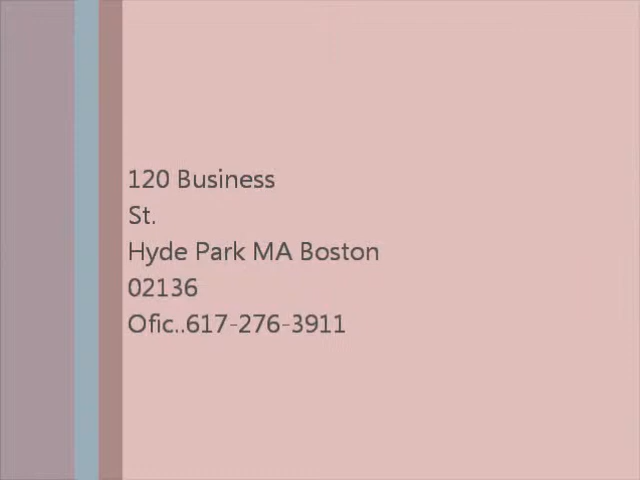 120 Business
St.
Hyde Park MA Boston
02136
Ofic..617-276-3911